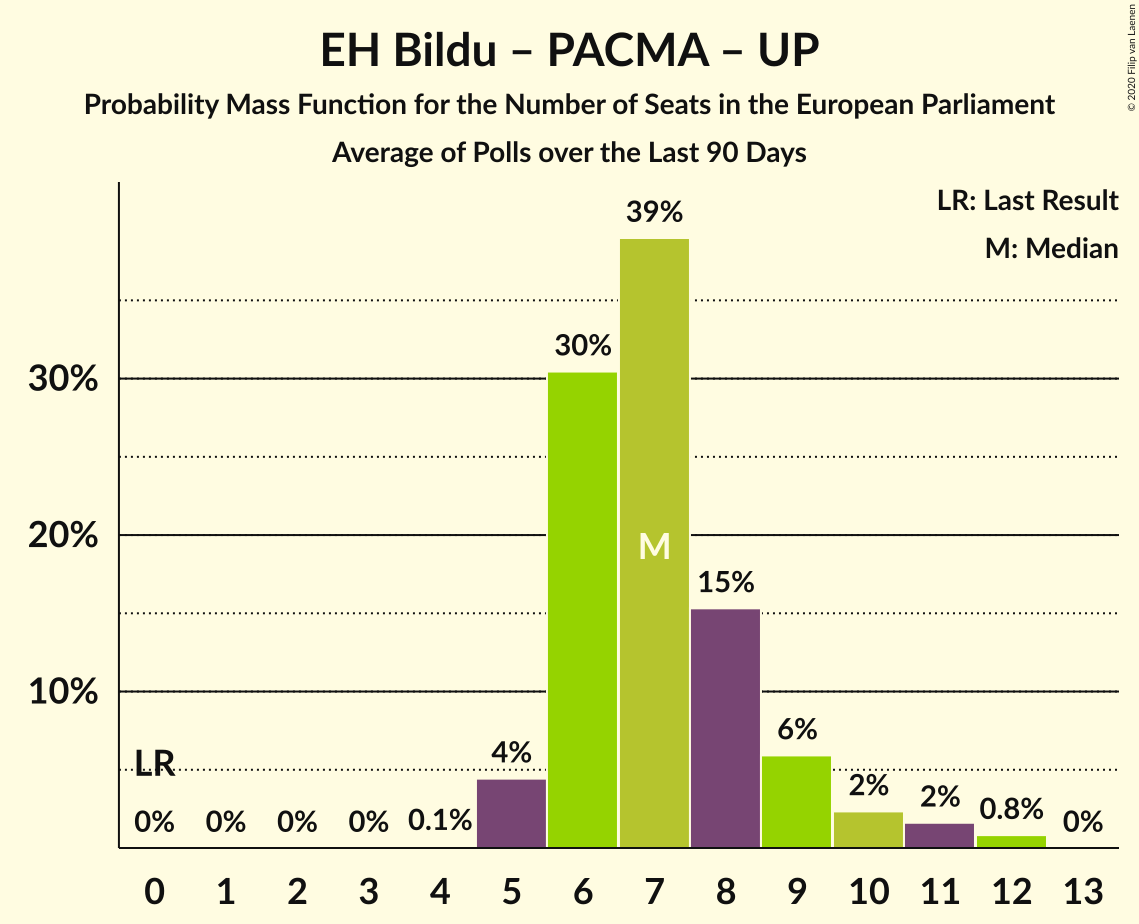 EH Bildu – PACMA – UP
Probability Mass Function for the Number of Seats in the European Parliament
Average of Polls over the Last 90 Days
© 2020 Filip van Laenen
LR: Last Result
M: Median
39%
30%
30%
20%
M
15%
10%
6%
LR
4%
2%
2%
0.8%
0% 0% 0% 0% 0.1% 0%
0 1 2 3 4 5 6 7 8 9 10 11 12 13